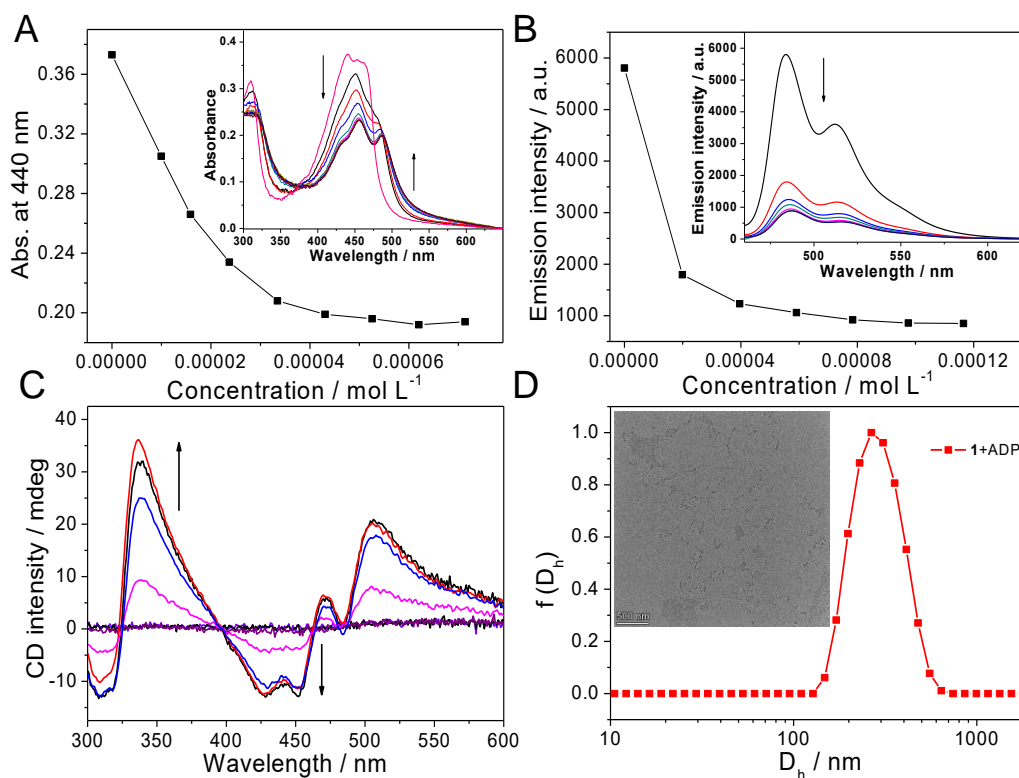 A
Abs. at 440 nm
0.36
0.32
0.28
0.24
0.20
0.00000
0.00002
0.00004
0.00006
Concentration / mol L-1
Absorbance
0.4
0.3
0.2
0.1
0.0
300 350 400 450 500 550 600
Wavelength / nm
B
Emission intensity / a.u.
6000
5000
4000
3000
2000
1000
0.00000
0.00004
0.00008
0.00012
Concentration / mol L-1
Emission intensity / a.u.
6000
5000
4000
3000
2000
1000
0
500 550 600
Wavelength / nm
C
CD intensity / mdeg
40
30
20
10
0
-10
300 350 400 450 500 550 600
Wavelength / nm
D
f (Dh)
1.0
0.8
0.6
0.4
0.2
0.0
10 100 1000
Dh / nm
1+ADP
500 nm